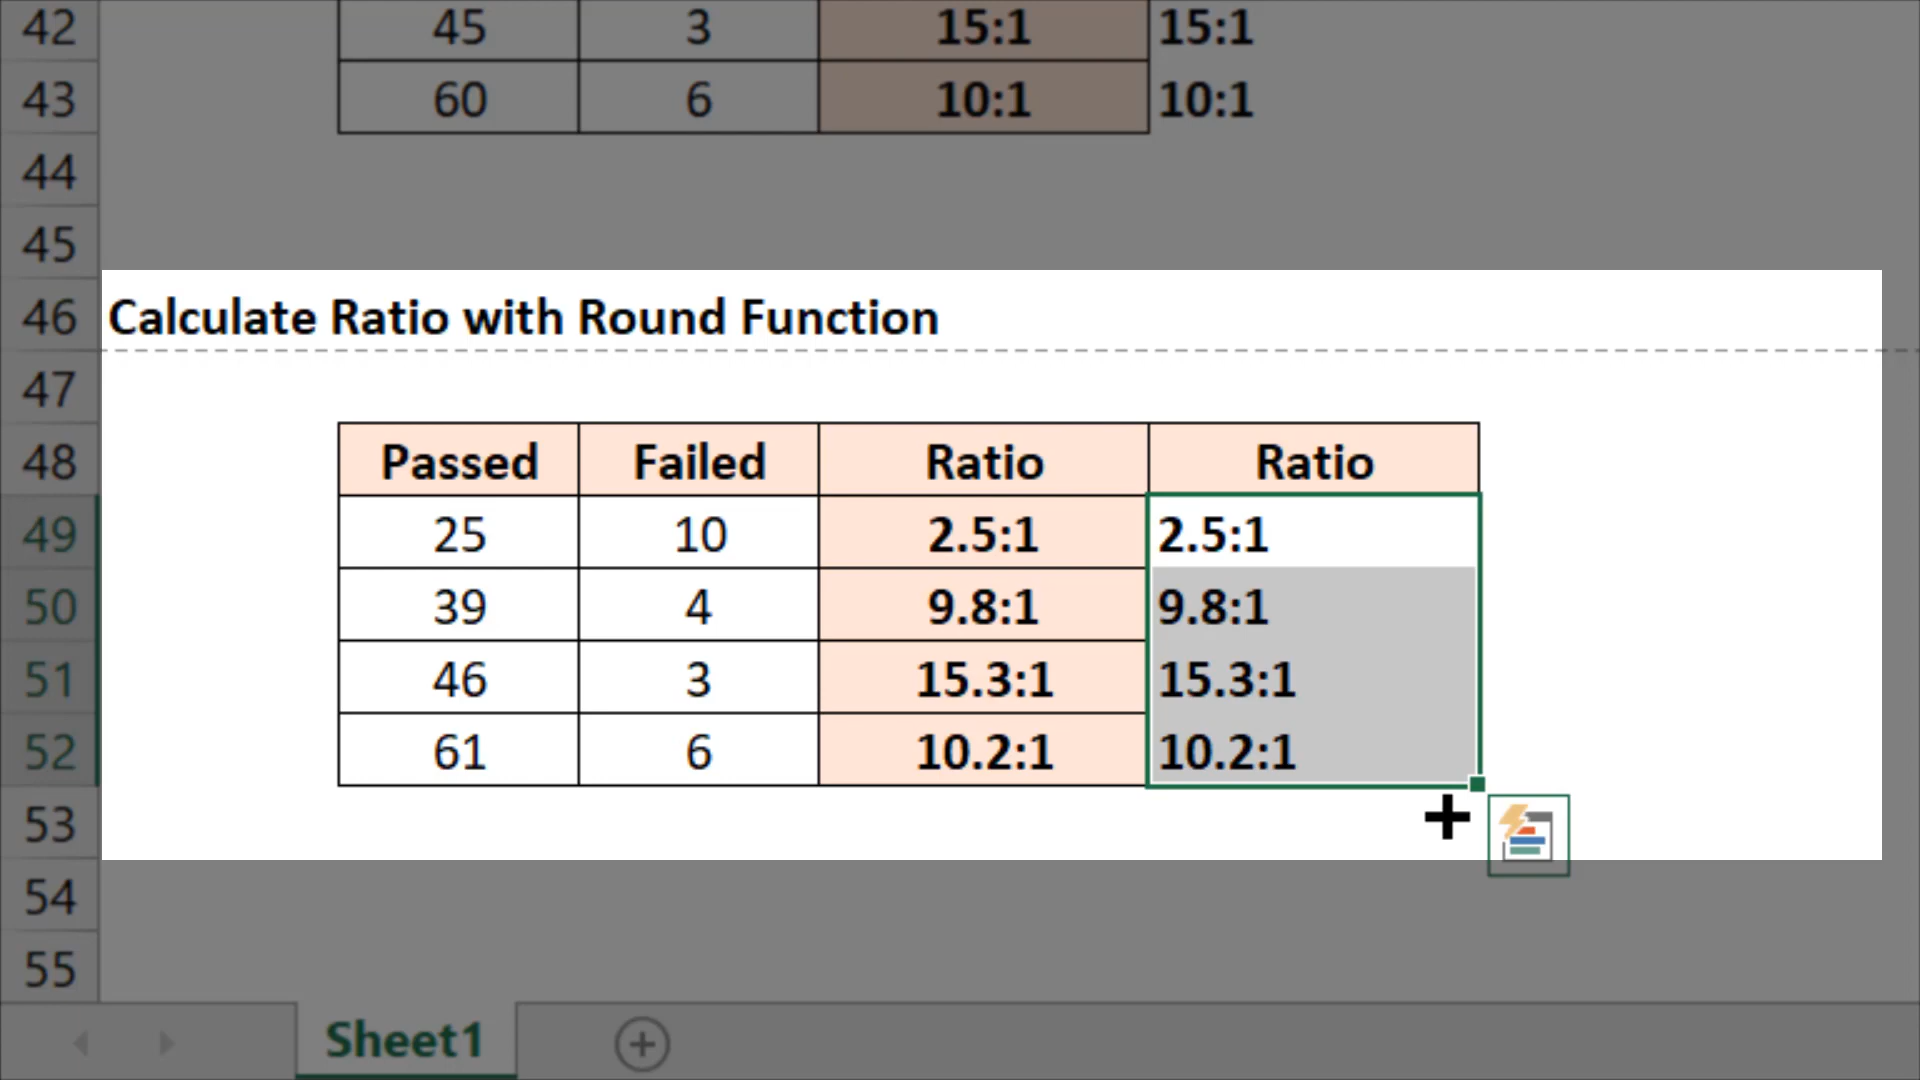 42 45 3 15:1 15:1
43 60 6 10:1 10:1
44
45
46 Calculate Ratio with Round Function
47
48 Passed Failed Ratio Ratio
49 25 10 2.5:1 2.5:1
50 39 4 9.8:1 9.8:1
51 46 3 15.3:1 15.3:1
52 61 6 10.2:1 10.2:1
53
54
55
Sheet1